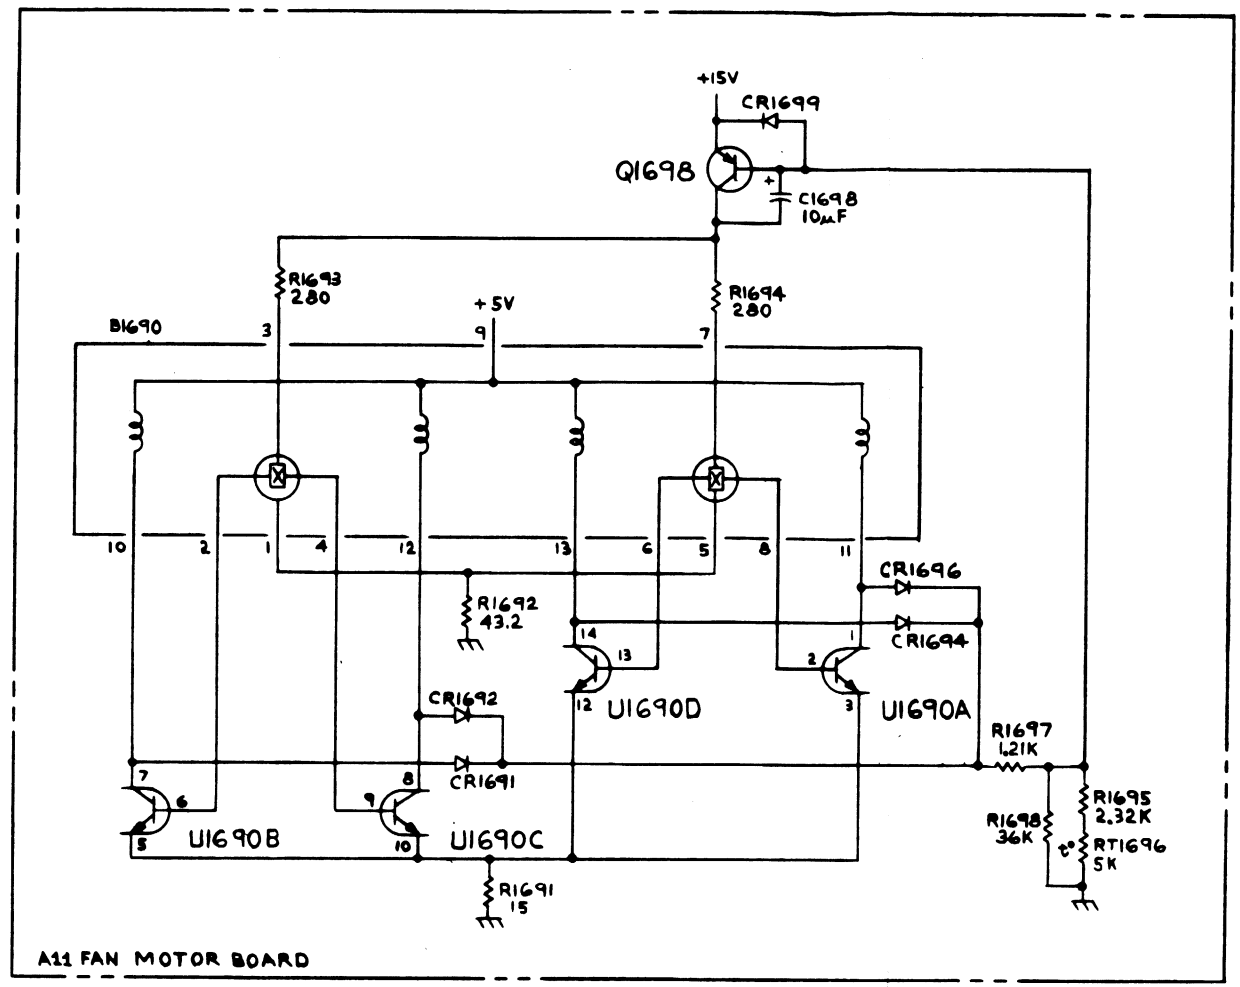 +15V
CR1699
Q1698
+
C1698
10µF
R1693
280
R1694
280
+5V
B1690
3
9
7
10
2
1
4
12
13
6
5
8
11
CR1696
R1692
43.2
14
1
CR1694
13
2
CR1692
12
3
U1690D
U1690A
R1697
1.21K
7
CR1691
8
6
9
R1695
2.32K
R1698
36K
5
U1690B
10
U1690C
t°
RT1696
5K
R1691
15
A11 FAN MOTOR BOARD